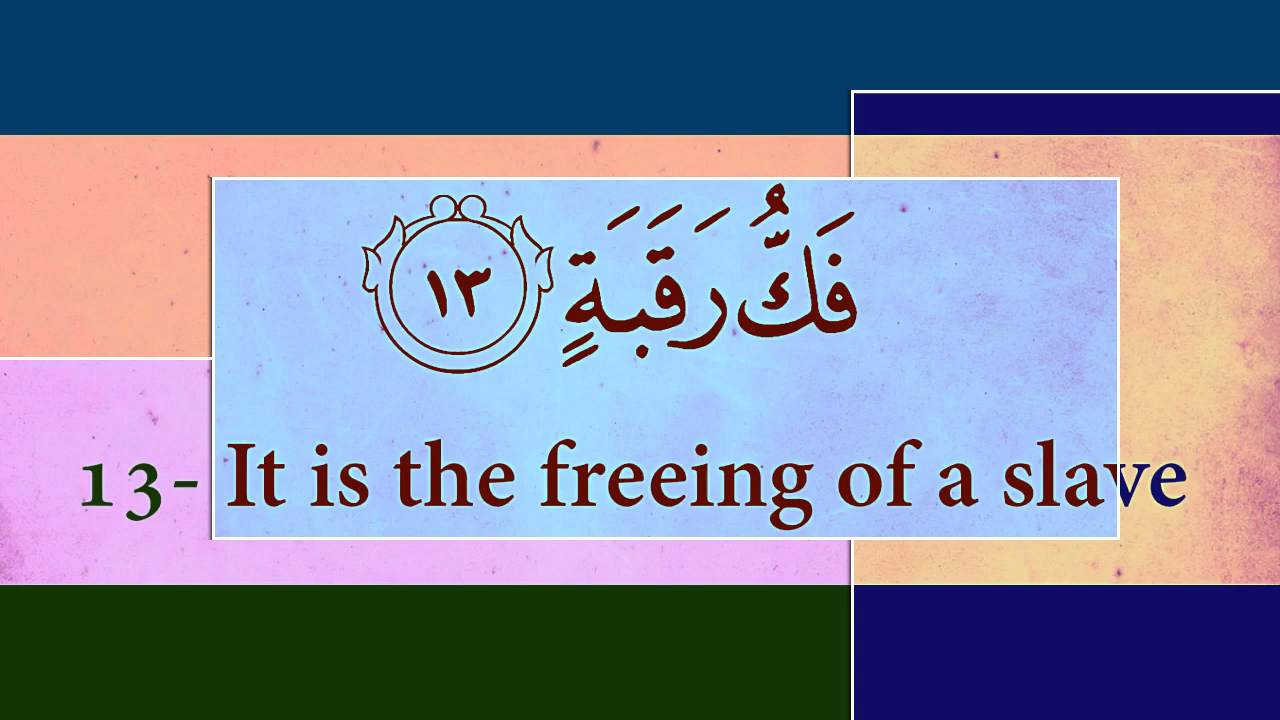 فَكُّ رَقَبَةٍ ١٣
13- It is the freeing of a slave